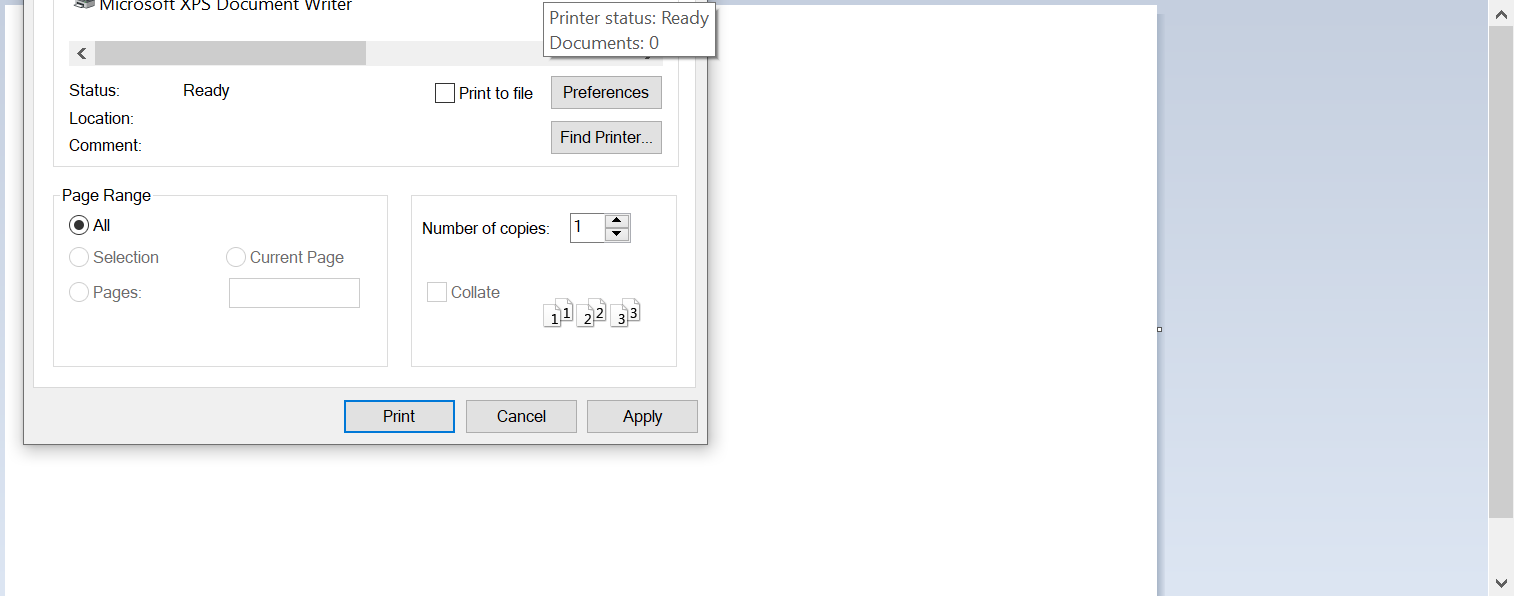 Microsoft XPS Document Writer
Printer status: Ready
Documents: 0
Status: Ready
Print to file
Preferences
Location:
Find Printer...
Comment:
Page Range
All
Number of copies: 1
Selection Current Page
Pages:
Collate
1 1 2 2 3 3
Print Cancel Apply